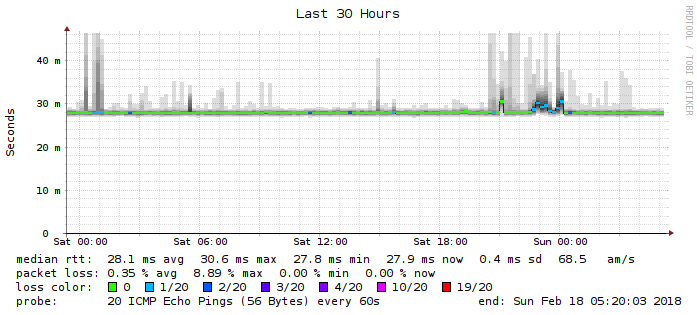 Last 30 Hours
RRDTOOL / TOBI OETIKER
Seconds
40 m
30 m
20 m
10 m
0
Sat 00:00 Sat 06:00 Sat 12:00 Sat 18:00 Sun 00:00
median rtt: 28.1 ms avg 30.6 ms max 27.8 ms min 27.9 ms now 0.4 ms sd 68.5 am/s
packet loss: 0.35 % avg 8.89 % max 0.00 % min 0.00 % now
loss color: 0 1/20 2/20 3/20 4/20 10/20 19/20
probe: 20 ICMP Echo Pings (56 Bytes) every 60s end: Sun Feb 18 05:20:03 2018